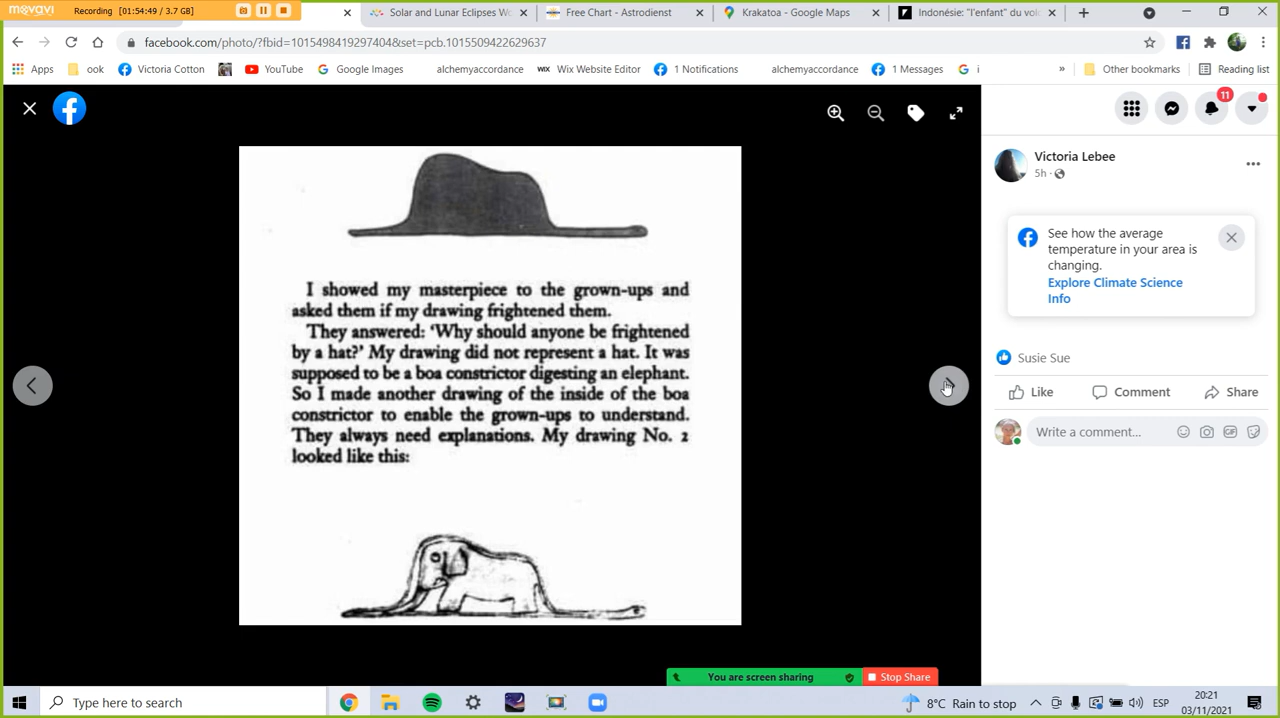 movavi
Recording
(01:54:49 / 3.7 GB)
Solar and Lunar Eclipses Wo
Free Chart - Astrodienst
Krakatoa - Google Maps
Indonésie: "l'enfant" du vol
facebook.com/photo/?fbid=1015498419297404&set=pcb.1015509422629637
Apps
ook
Victoria Cotton
YouTube
Google Images
alchemyaccordance
WIX Wix Website Editor
1 Notifications
alchemyaccordance
1 Messages
i
»
Other bookmarks
Reading list
11
Victoria Lebee
5h
See how the average
temperature in your area is
changing.
Explore Climate Science
Info
Susie Sue
Like
Comment
Share
Write a comment...
GIF
I showed my masterpiece to the grown-ups and
asked them if my drawing frightened them.
They answered: 'Why should anyone be frightened
by a hat?' My drawing did not represent a hat. It was
supposed to be a boa constrictor digesting an elephant.
So I made another drawing of the inside of the boa
constrictor to enable the grown-ups to understand.
They always need explanations. My drawing No. 2
looked like this:
You are screen sharing
Stop Share
Type here to search
8°C Rain to stop
ESP
20:21
03/11/2021